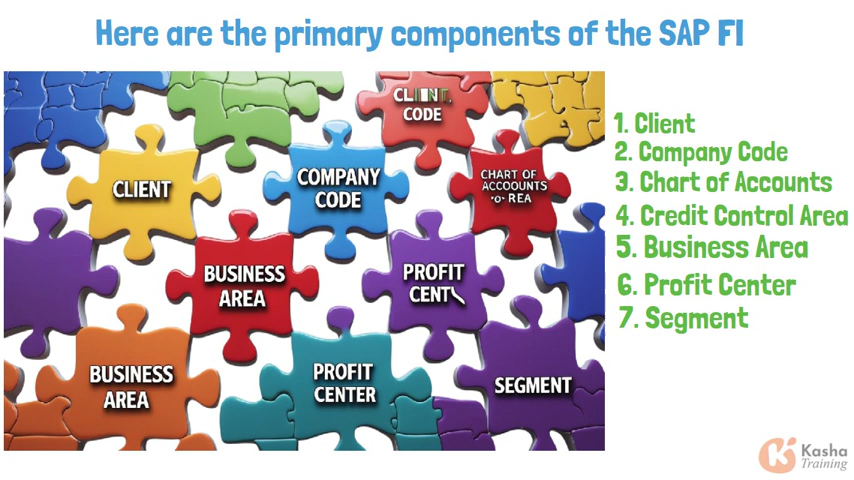 Here are the primary components of the SAP FI
CODE
CLIENT
COMPANY
CODE
CHART OF
ACCOOUNTS
REA
BUSINESS
AREA
PROFIT
BUSINESS
AREA
PROFIT
CENTER
SEGMENT
1. Client
2. Company Code
3. Chart of Accounts
4. Credit Control Area
5. Business Area
6. Profit Center
7. Segment
Kasha
Training